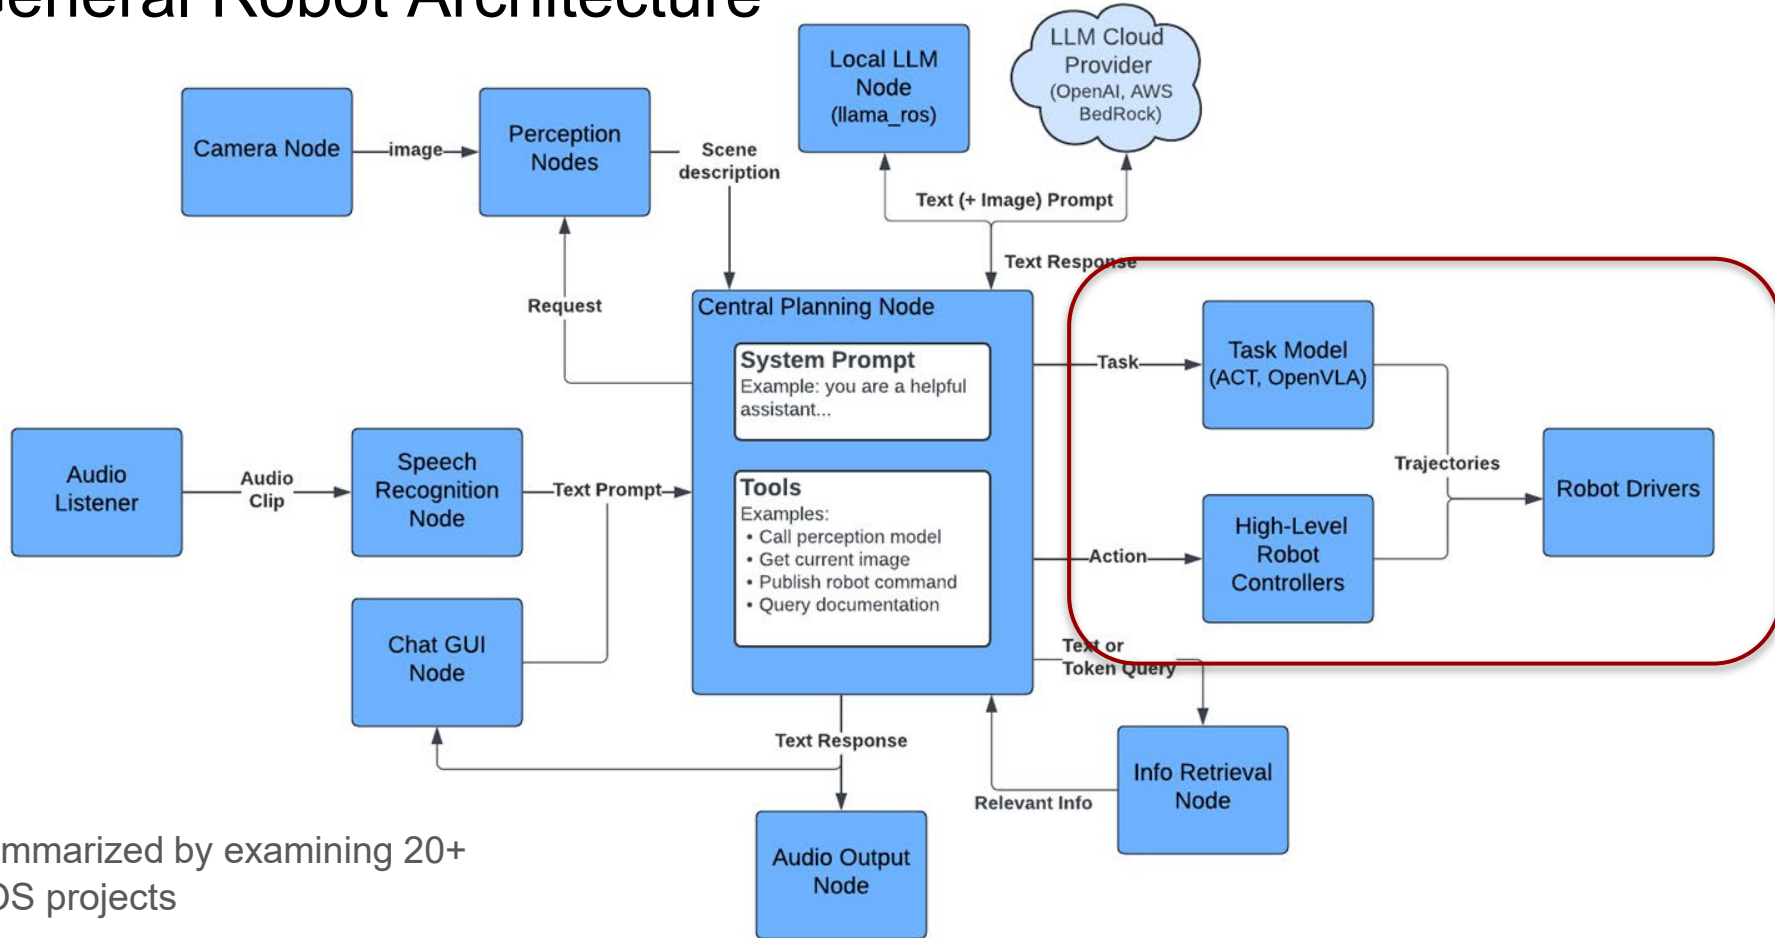 General Robot Architecture
Local LLM
Node
(llama_ros)
LLM Cloud
Provider
(OpenAI, AWS
BedRock)
Camera Node
image
Perception
Nodes
Scene
description
Text (+ Image) Prompt
Text Response
Request
Central Planning Node
System Prompt
Example: you are a helpful
assistant...
Task
Task Model
(ACT, OpenVLA)
Audio
Listener
Audio
Clip
Speech
Recognition
Node
Text Prompt
Tools
Examples:
• Call perception model
• Get current image
• Publish robot command
• Query documentation
Trajectories
Robot Drivers
Action
High-Level
Robot
Controllers
Chat GUI
Node
Text or
Token Query
Text Response
Relevant Info
Info Retrieval
Node
Audio Output
Node
mmarized by examining 20+
OS projects